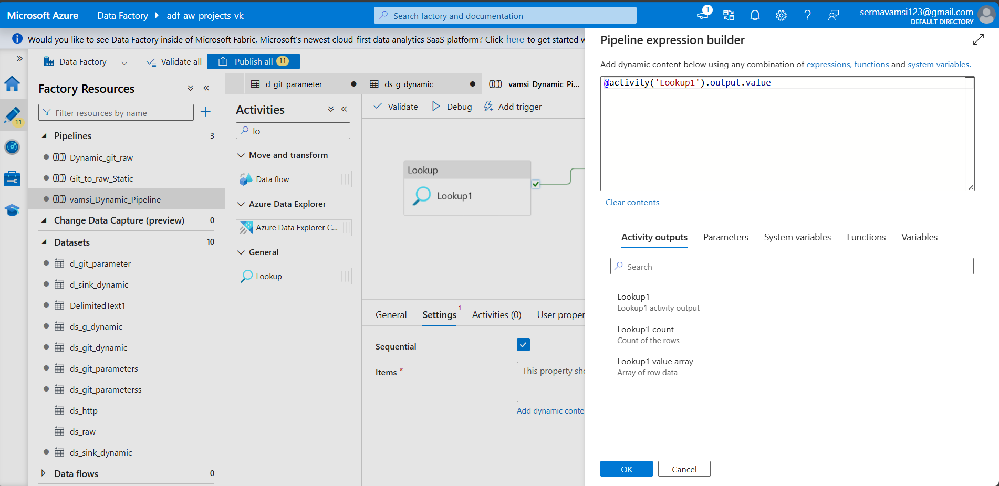 Microsoft Azure
Data Factory
adf-aw-projects-vk
Search factory and documentation
1
sermavamsi123@gmail.com
DEFAULT DIRECTORY
Would you like to see Data Factory inside of Microsoft Fabric, Microsoft's newest cloud-first data analytics SaaS platform? Click here to get started
Data Factory
Validate all
Publish all 11
11
Factory Resources
Filter resources by name
Pipelines 3
Dynamic_git_raw
Git_to_raw_Static
vamsi_Dynamic_Pipeline
Change Data Capture (preview) 0
Datasets 10
d_git_parameter
d_sink_dynamic
DelimitedText1
ds_g_dynamic
ds_git_dynamic
ds_git_parameters
ds_git_parameterss
ds_http
ds_raw
ds_sink_dynamic
Data flows 0
d_git_parameter
ds_g_dynamic
vamsi_Dynamic_Pi...
Activities
lo
Move and transform
Data flow
Azure Data Explorer
Azure Data Explorer C...
General
Lookup
Validate
Debug
Add trigger
Lookup
Lookup1
General
Settings 1
Activities (0)
User proper
Sequential
Items *
This property sho
Add dynamic conte
Pipeline expression builder
Add dynamic content below using any combination of expressions, functions and system variables.
@activity('Lookup1').output.value
Clear contents
Activity outputs
Parameters
System variables
Functions
Variables
Search
Lookup1
Lookup1 activity output
Lookup1 count
Count of the rows
Lookup1 value array
Array of row data
OK
Cancel